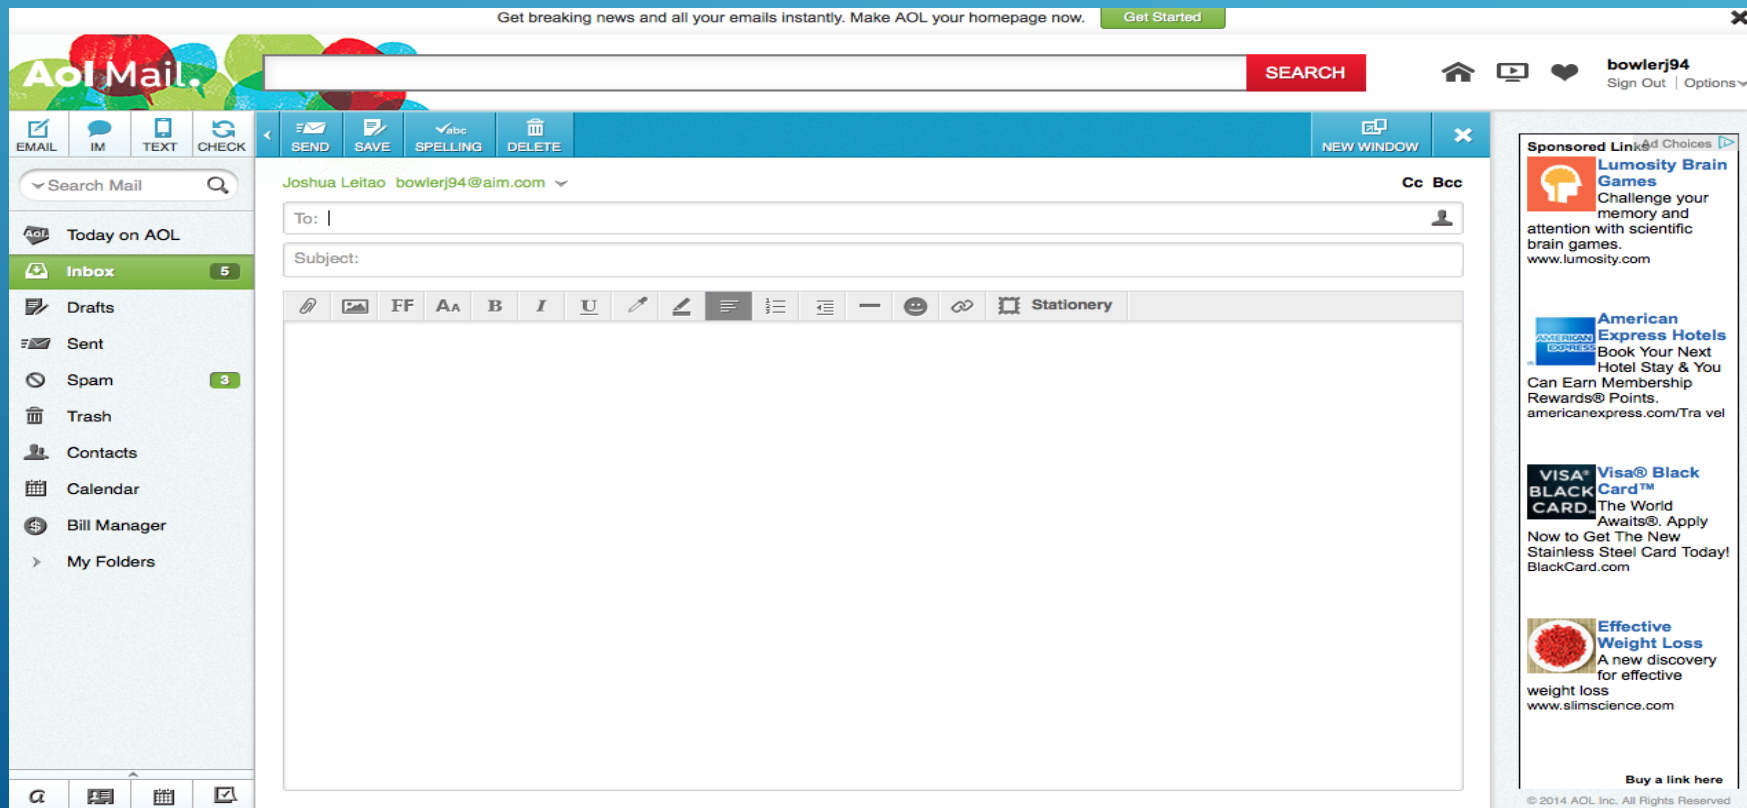 Get breaking news and all your emails instantly. Make AOL your homepage now. Get Started
Aol Mail.
SEARCH
bowlerj94
Sign Out | Options
EMAIL IM TEXT CHECK
SEND SAVE SPELLING DELETE
NEW WINDOW
Search Mail
Today on AOL
Inbox 5
Drafts
Sent
Spam 3
Trash
Contacts
Calendar
Bill Manager
My Folders
Joshua Leitao bowlerj94@aim.com
Cc Bcc
To:
Subject:
FF AA B I U Stationery
Sponsored Links
Ad Choices
Lumosity Brain
Games
Challenge your
memory and
attention with scientific
brain games.
www.lumosity.com
AMERICAN
EXPRESS
American
Express Hotels
Book Your Next
Hotel Stay & You
Can Earn Membership
Rewards® Points.
americanexpress.com/Tra vel
VISA®
BLACK
CARD
Visa® Black
Card™
The World
Awaits®. Apply
Now to Get The New
Stainless Steel Card Today!
BlackCard.com
Effective
Weight Loss
A new discovery
for effective
weight loss
www.slimscience.com
Buy a link here
© 2014 AOL Inc. All Rights Reserved